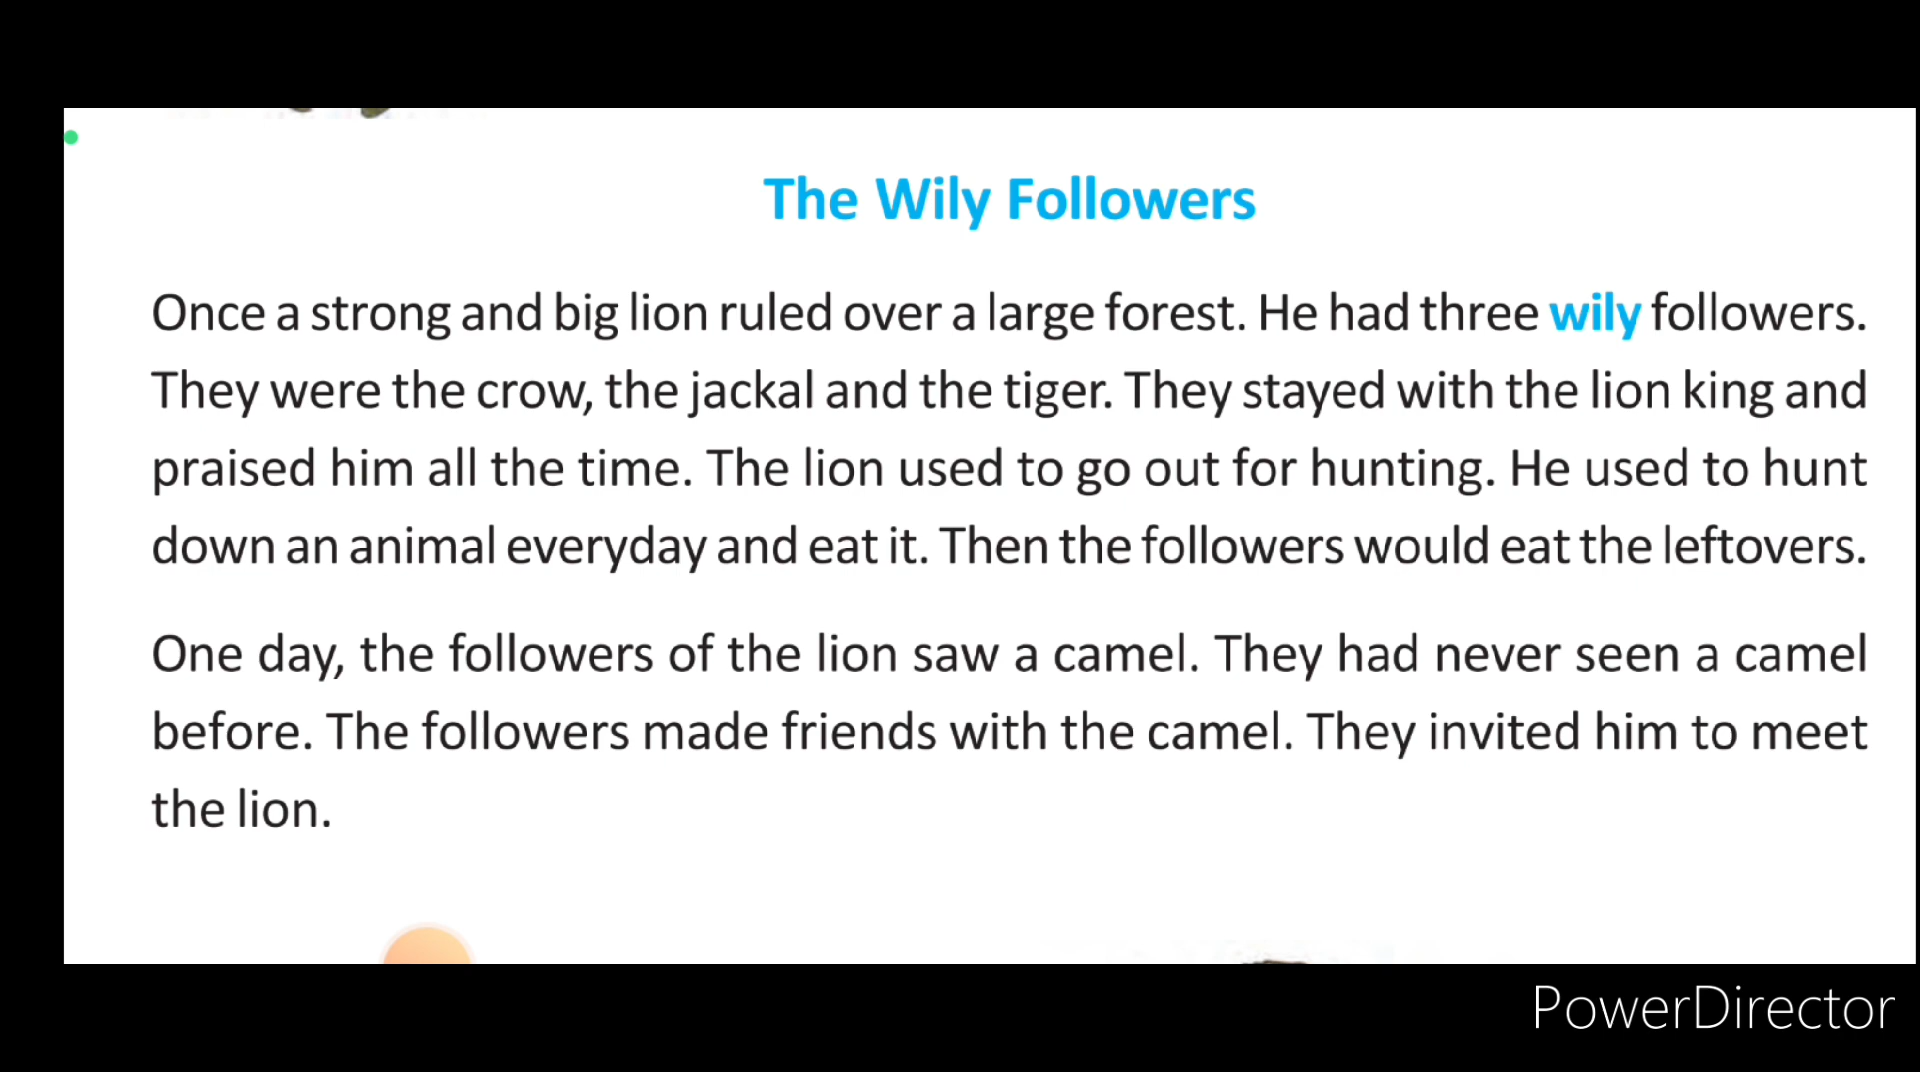 The Wily Followers
Once a strong and big lion ruled over a large forest. He had three wily followers.
They were the crow, the jackal and the tiger. They stayed with the lion king and
praised him all the time. The lion used to go out for hunting. He used to hunt
down an animal everyday and eat it. Then the followers would eat the leftovers.
One day, the followers of the lion saw a camel. They had never seen a camel
before. The followers made friends with the camel. They invited him to meet
the lion.
PowerDirector